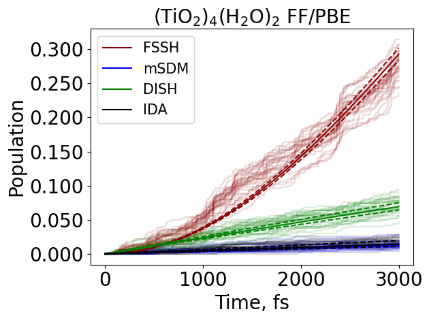 (TiO₂)₄(H₂O)₂ FF/PBE
0.300
0.250
0.200
0.150
0.100
0.050
0.000
Population
FSSH
mSDM
DISH
IDA
0 1000 2000 3000
Time, fs